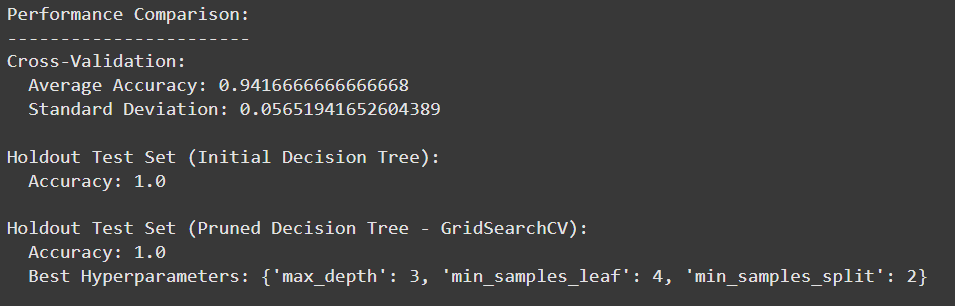 Performance Comparison:
-----------------------
Cross-Validation:
  Average Accuracy: 0.9416666666666668
  Standard Deviation: 0.05651941652604389

Holdout Test Set (Initial Decision Tree):
  Accuracy: 1.0

Holdout Test Set (Pruned Decision Tree - GridSearchCV):
  Accuracy: 1.0
  Best Hyperparameters: {'max_depth': 3, 'min_samples_leaf': 4, 'min_samples_split': 2}